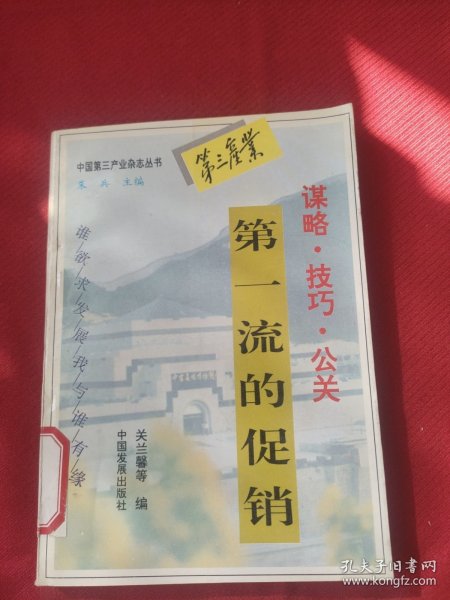 中国第三产业杂志丛书
朱兵 主编
第三產業
谋略·技巧·公关
第一流的促销
谁欲求发展我与谁有缘
关兰馨等 编
中国发展出版社
孔夫子旧书网
www.kongfz.com